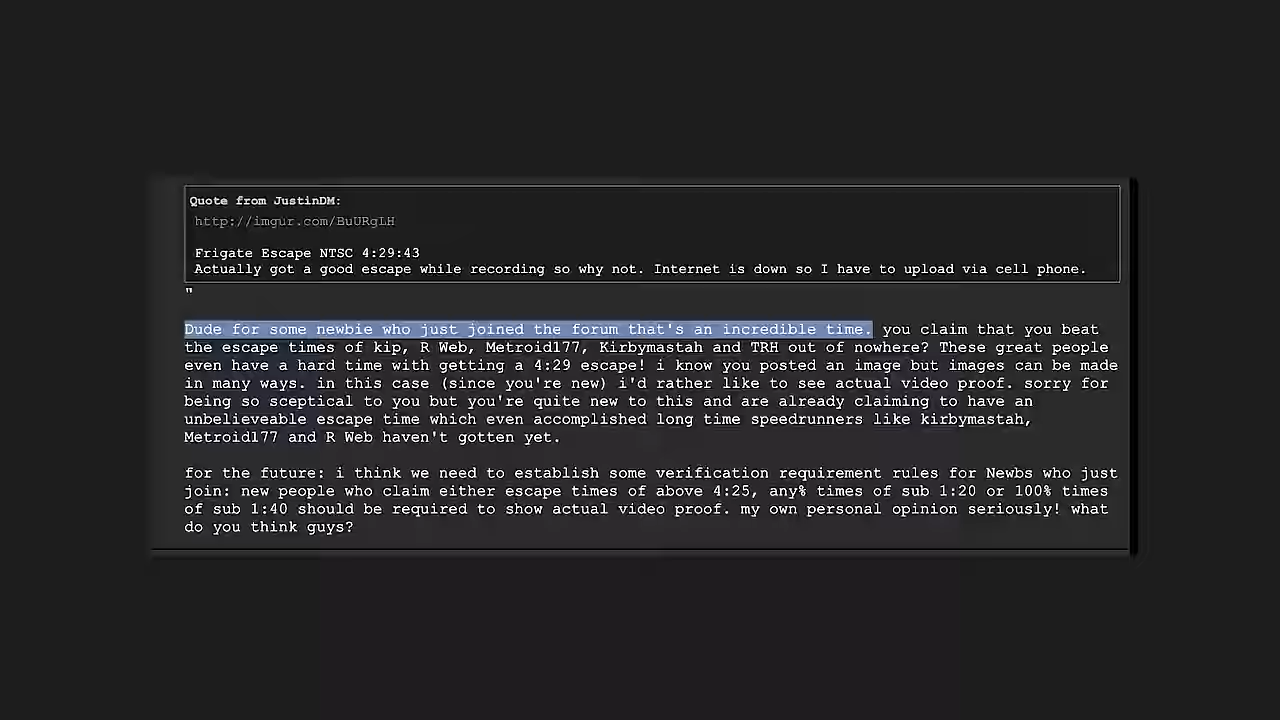 Quote from JustinDM:
http://imgur.com/BuURgLH
Frigate Escape NTSC 4:29:43
Actually got a good escape while recording so why not. Internet is down so I have to upload via cell phone.
"
Dude for some newbie who just joined the forum that's an incredible time. you claim that you beat
the escape times of kip, R Web, Metroid177, Kirbymastah and TRH out of nowhere? These great people
even have a hard time with getting a 4:29 escape! i know you posted an image but images can be made
in many ways. in this case (since you're new) i'd rather like to see actual video proof. sorry for
being so sceptical to you but you're quite new to this and are already claiming to have an
unbelieveable escape time which even accomplished long time speedrunners like kirbymastah,
Metroid177 and R Web haven't gotten yet.
for the future: i think we need to establish some verification requirement rules for Newbs who just
join: new people who claim either escape times of above 4:25, any% times of sub 1:20 or 100% times
of sub 1:40 should be required to show actual video proof. my own personal opinion seriously! what
do you think guys?